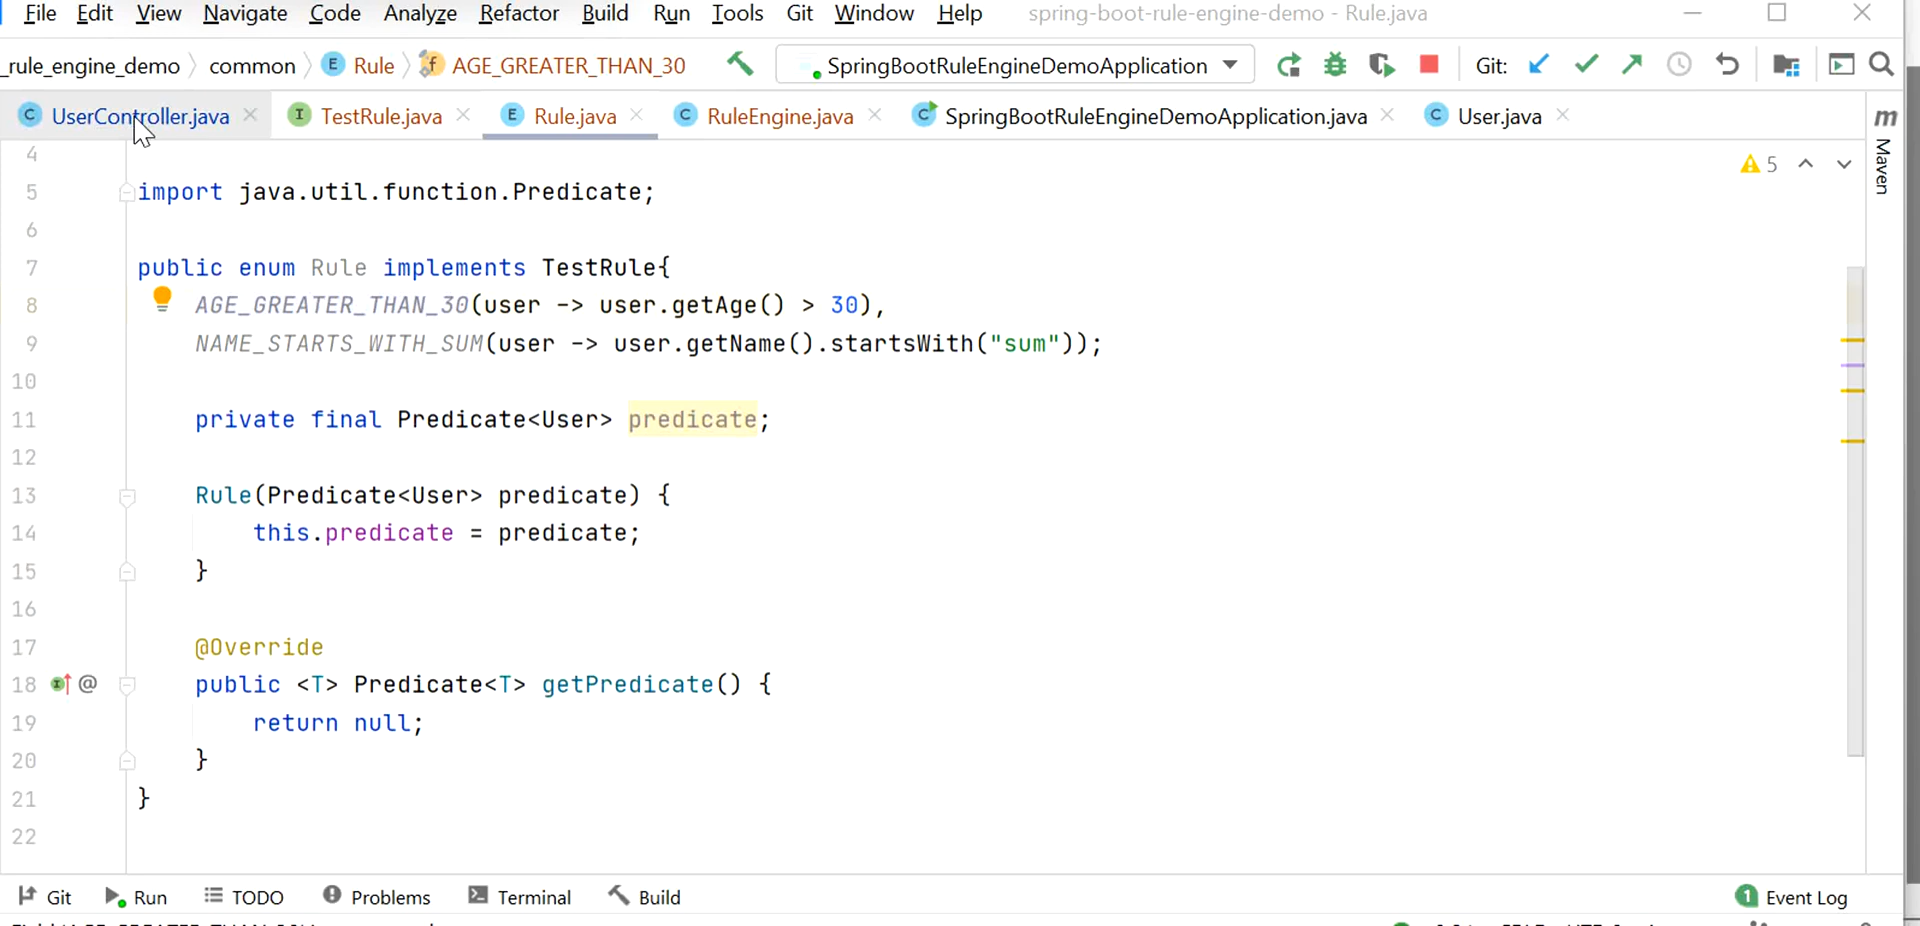 File Edit View Navigate Code Analyze Refactor Build Run Tools Git Window Help spring-boot-rule-engine-demo - Rule.java
_rule_engine_demo common E Rule f AGE_GREATER_THAN_30 SpringBootRuleEngineDemoApplication Git:
C UserController.java I TestRule.java E Rule.java C RuleEngine.java C SpringBootRuleEngineDemoApplication.java C User.java
m Maven
5
4
5 import java.util.function.Predicate;
6
7 public enum Rule implements TestRule{
8 AGE_GREATER_THAN_30(user -> user.getAge() > 30),
9 NAME_STARTS_WITH_SUM(user -> user.getName().startsWith("sum"));
10
11 private final Predicate<User> predicate;
12
13 Rule(Predicate<User> predicate) {
14 this.predicate = predicate;
15 }
16
17 @Override
18 I @ public <T> Predicate<T> getPredicate() {
19 return null;
20 }
21 }
22
Git Run TODO Problems Terminal Build 1 Event Log